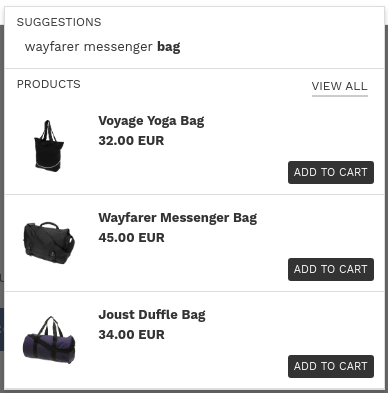 SUGGESTIONS
wayfarer messenger bag
PRODUCTS
VIEW ALL
Voyage Yoga Bag
32.00 EUR
ADD TO CART
Wayfarer Messenger Bag
45.00 EUR
ADD TO CART
Joust Duffle Bag
34.00 EUR
ADD TO CART